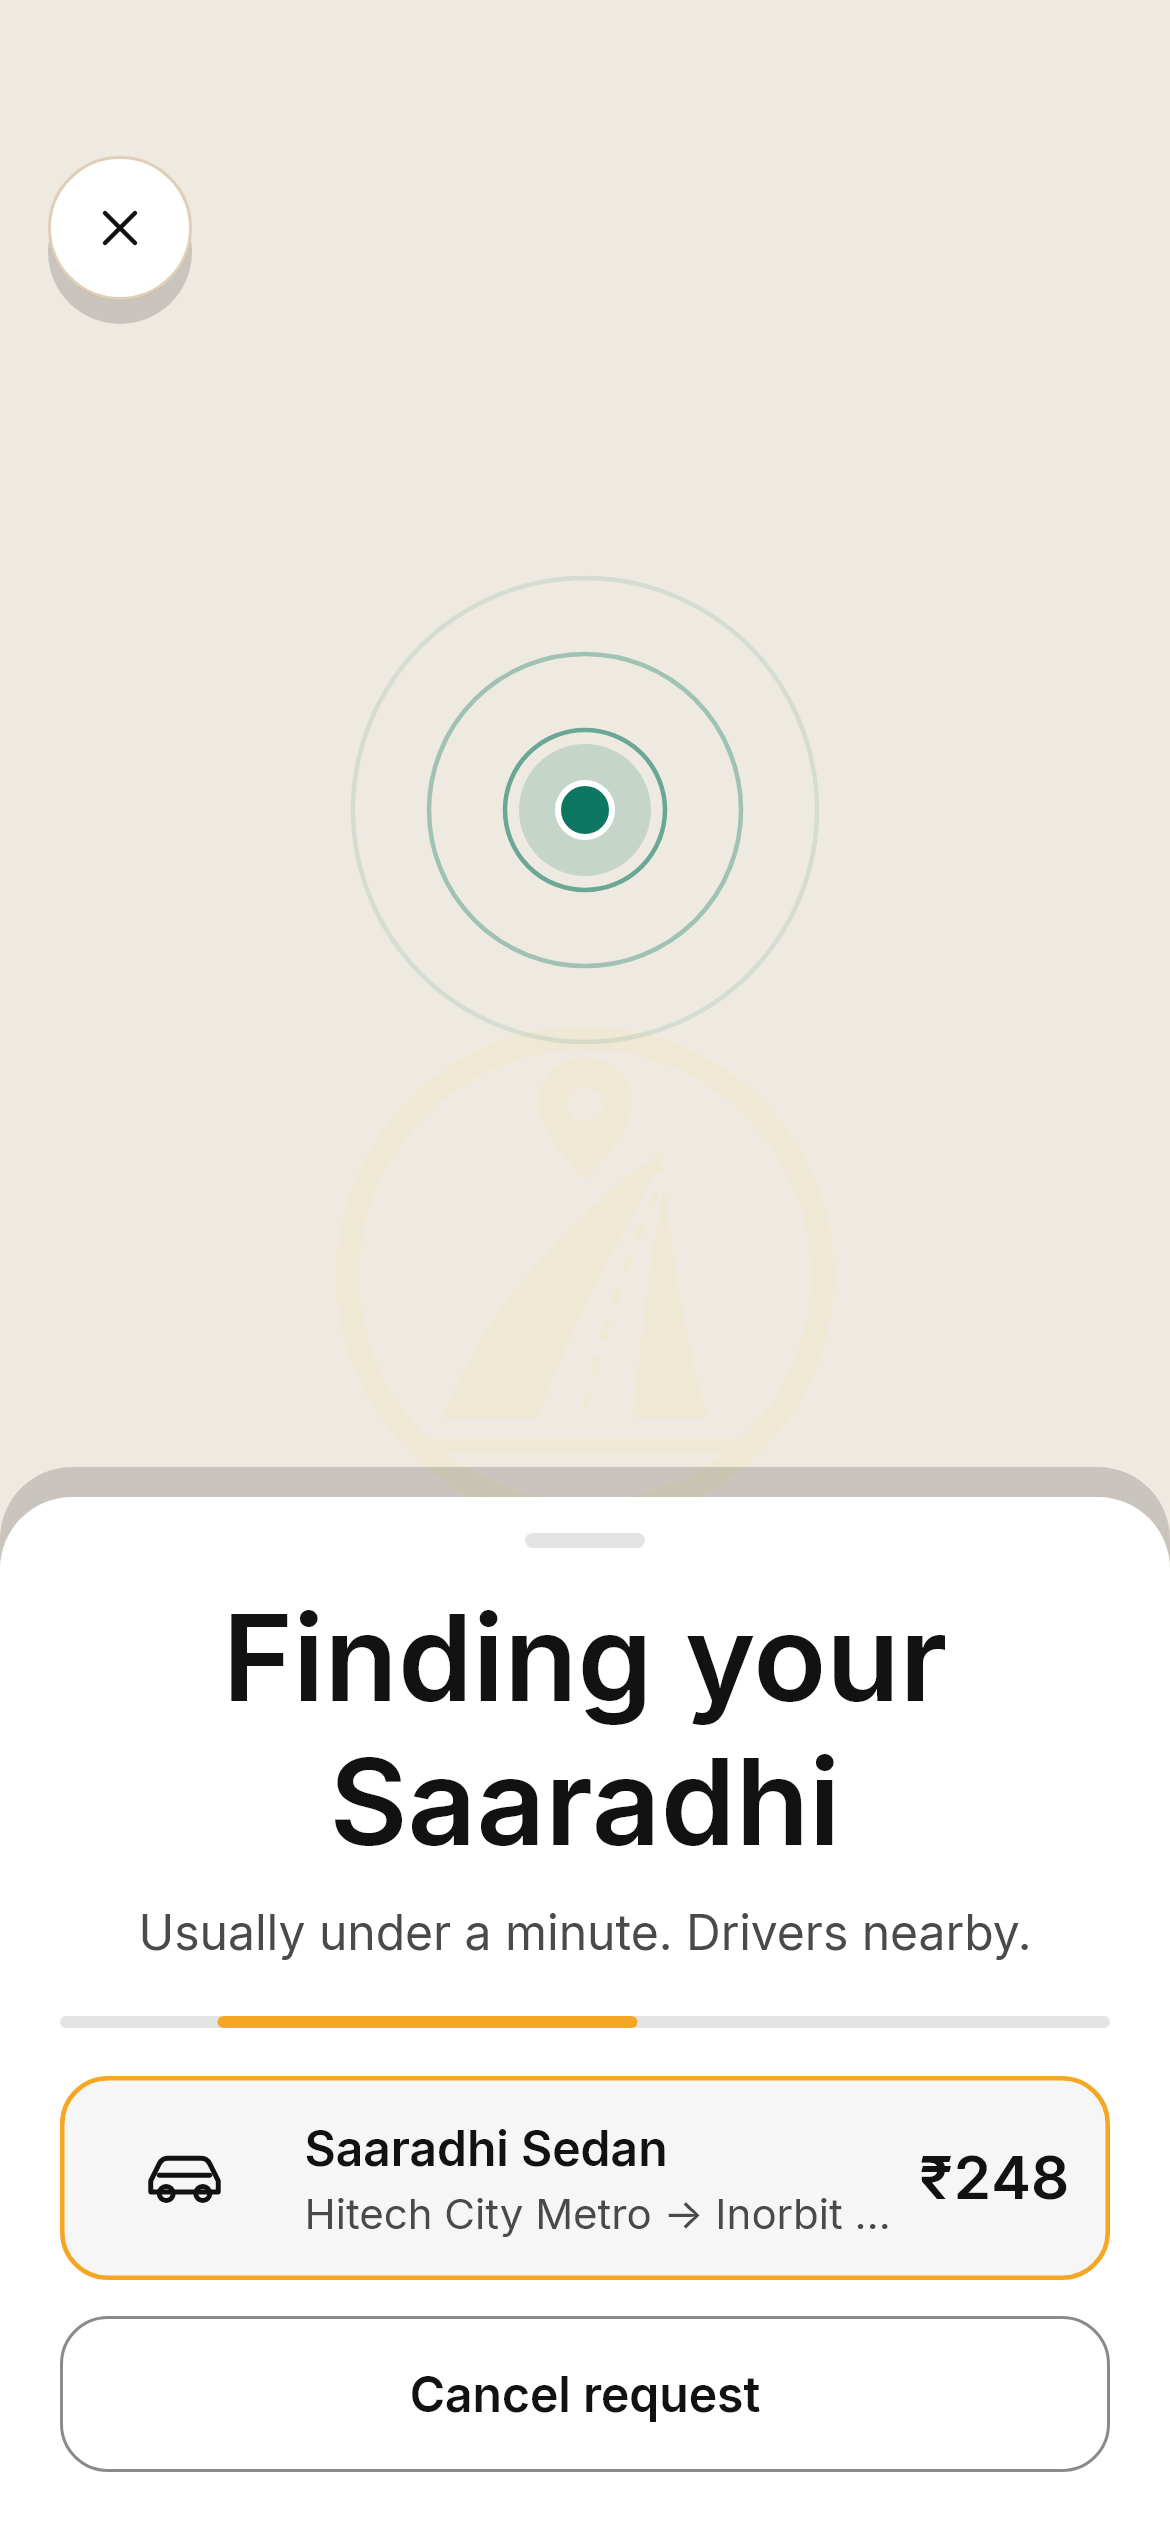 Finding your
Saaradhi
Usually under a minute. Drivers nearby.
Saaradhi Sedan
Hitech City Metro → Inorbit ...
₹248
Cancel request